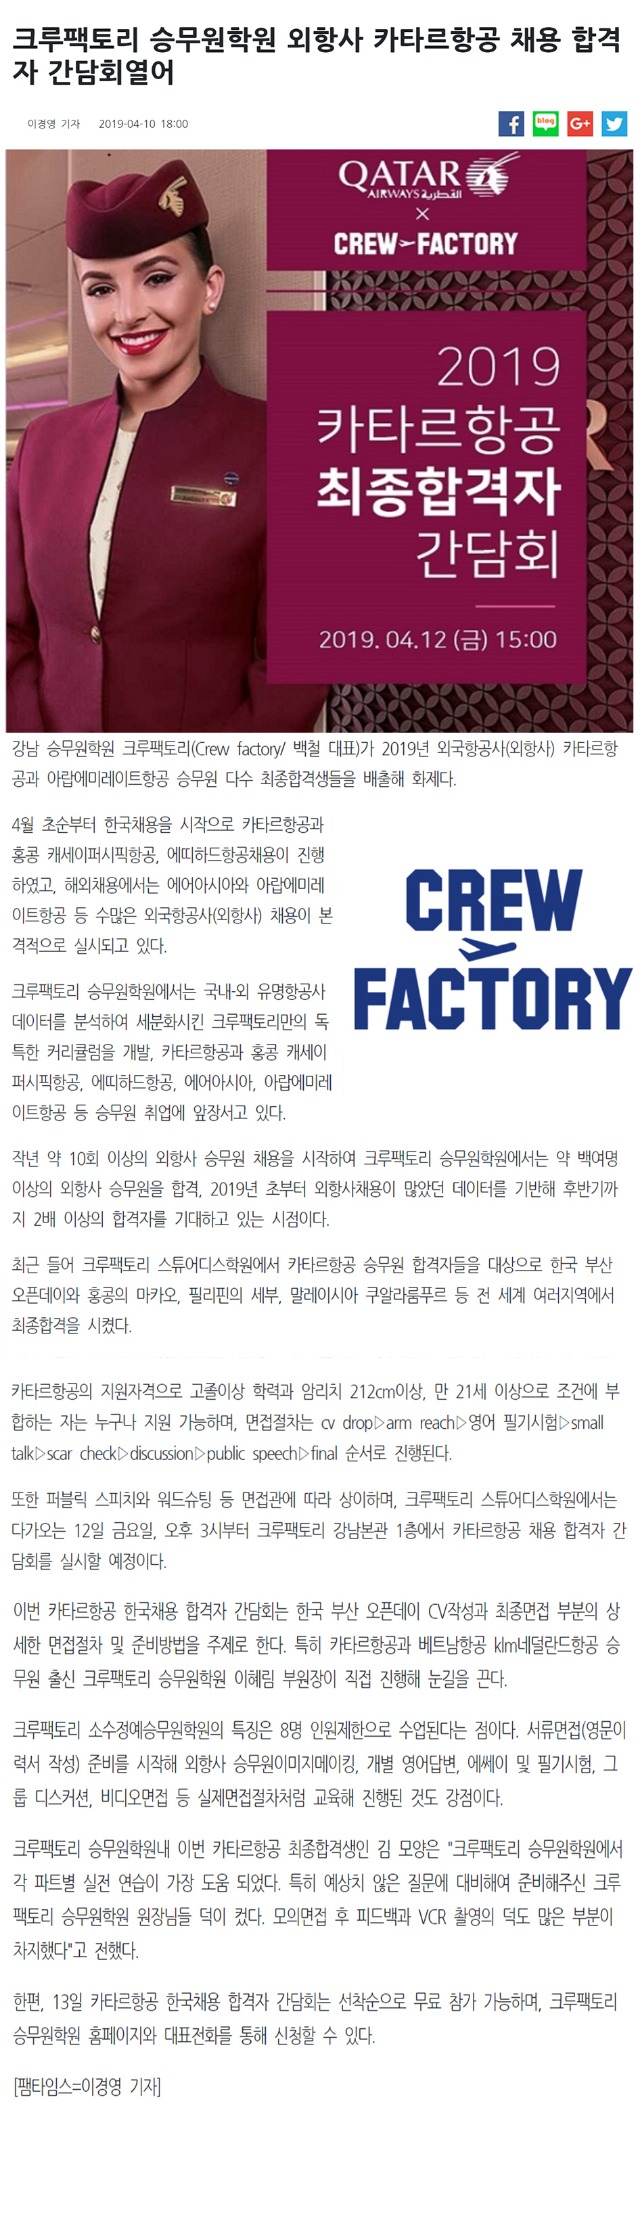 크루팩토리 승무원학원 외항사 카타르항공 채용 합격
자 간담회열어
이경영 기자 2019-04-10 18:00
f
blog
G+
QATAR
AIRWAYS القطرية
×
CREW FACTORY
2019
카타르항공
최종합격자
간담회
2019. 04.12 (금) 15:00
강남 승무원학원 크루팩토리(Crew factory/ 백철 대표)가 2019년 외국항공사(외항사) 카타르항
공과 아랍에미레이트항공 승무원 다수 최종합격생들을 배출해 화제다.
4월 초순부터 한국채용을 시작으로 카타르항공과
홍콩 캐세이퍼시픽항공, 에띠하드항공채용이 진행
하였고, 해외채용에서는 에어아시아와 아랍에미레
이트항공 등 수많은 외국항공사(외항사) 채용이 본
격적으로 실시되고 있다.
CREW
FACTORY
크루팩토리 승무원학원에서는 국내-외 유명항공사
데이터를 분석하여 세분화시킨 크루팩토리만의 독
특한 커리큘럼을 개발, 카타르항공과 홍콩 캐세이
퍼시픽항공, 에띠하드항공, 에어아시아, 아랍에미레
이트항공 등 승무원 취업에 앞장서고 있다.
작년 약 10회 이상의 외항사 승무원 채용을 시작하여 크루팩토리 승무원학원에서는 약 백여명
이상의 외항사 승무원을 합격, 2019년 초부터 외항사채용이 많았던 데이터를 기반해 후반기까
지 2배 이상의 합격자를 기대하고 있는 시점이다.
최근 들어 크루팩토리 스튜어디스학원에서 카타르항공 승무원 합격자들을 대상으로 한국 부산
오픈데이와 홍콩의 마카오, 필리핀의 세부, 말레이시아 쿠알라룸푸르 등 전 세계 여러지역에서
최종합격을 시켰다.
카타르항공의 지원자격으로 고졸이상 학력과 암리치 212cm이상, 만 21세 이상으로 조건에 부
합하는 자는 누구나 지원 가능하며, 면접절차는 cv drop▷arm reach▷영어 필기시험▷small
talk▷scar check▷discussion▷public speech▷final 순서로 진행된다.
또한 퍼블릭 스피치와 워드슈팅 등 면접관에 따라 상이하며, 크루팩토리 스튜어디스학원에서는
다가오는 12일 금요일, 오후 3시부터 크루팩토리 강남본관 1층에서 카타르항공 채용 합격자 간
담회를 실시할 예정이다.
이번 카타르항공 한국채용 합격자 간담회는 한국 부산 오픈데이 CV작성과 최종면접 부분의 상
세한 면접절차 및 준비방법을 주제로 한다. 특히 카타르항공과 베트남항공 klm네덜란드항공 승
무원 출신 크루팩토리 승무원학원 이혜림 부원장이 직접 진행해 눈길을 끈다.
크루팩토리 소수정예승무원학원의 특징은 8명 인원제한으로 수업된다는 점이다. 서류면접(영문이
력서 작성) 준비를 시작해 외항사 승무원이미지메이킹, 개별 영어답변, 에쎄이 및 필기시험, 그
룹 디스커션, 비디오면접 등 실제면접절차처럼 교육해 진행된 것도 강점이다.
크루팩토리 승무원학원내 이번 카타르항공 최종합격생인 김 모양은 "크루팩토리 승무원학원에서
각 파트별 실전 연습이 가장 도움 되었다. 특히 예상치 않은 질문에 대비해여 준비해주신 크루
팩토리 승무원학원 원장님들 덕이 컸다. 모의면접 후 피드백과 VCR 촬영의 덕도 많은 부분이
차지했다"고 전했다.
한편, 13일 카타르항공 한국채용 합격자 간담회는 선착순으로 무료 참가 가능하며, 크루팩토리
승무원학원 홈페이지와 대표전화를 통해 신청할 수 있다.
[팸타임스=이경영 기자]